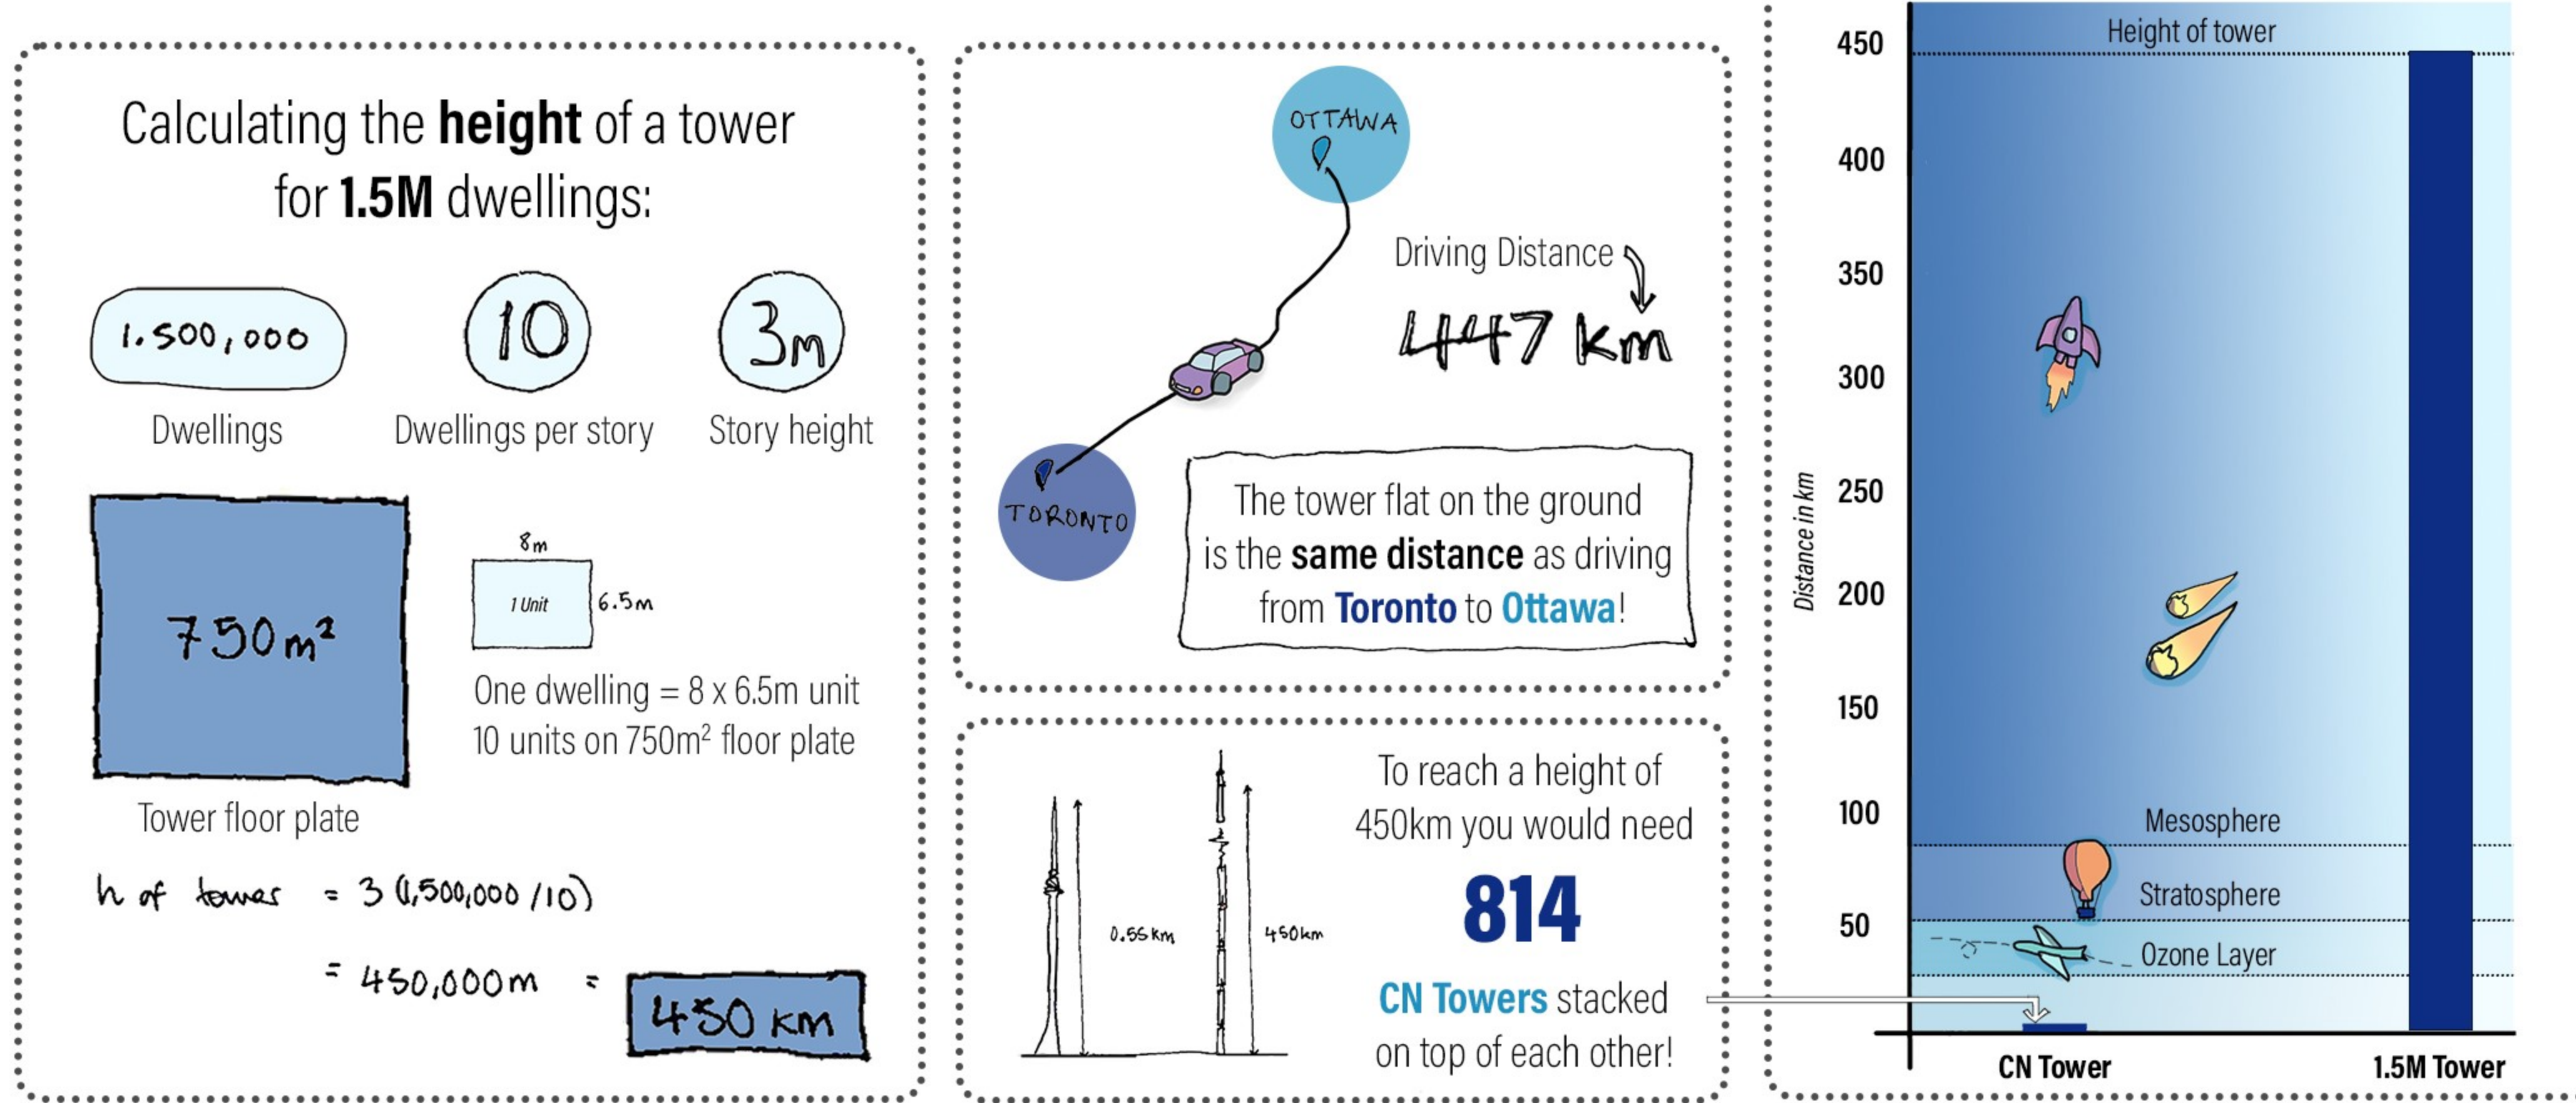 Calculating the height of a tower
for 1.5M dwellings:
1.500,000
10
3m
Dwellings
Dwellings per story
Story height
750m²
8m
1 Unit
6.5m
One dwelling = 8 x 6.5m unit
10 units on 750m² floor plate
Tower floor plate
h of tower = 3 (1,500,000 /10)
= 450,000m = 450 km
OTTAWA
Driving Distance
447 km
TORONTO
The tower flat on the ground
is the same distance as driving
from Toronto to Ottawa!
To reach a height of
450km you would need
814
CN Towers stacked
on top of each other!
0.55km
450km
Distance in km
450
400
350
300
250
200
150
100
50
Height of tower
Mesosphere
Stratosphere
Ozone Layer
CN Tower
1.5M Tower